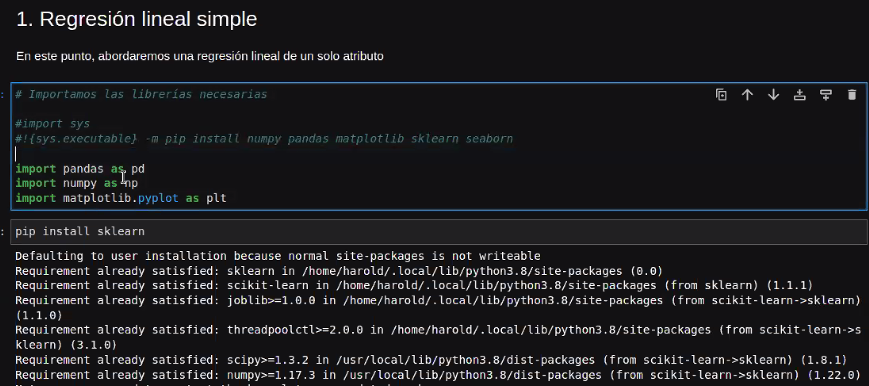 1. Regresión lineal simple
En este punto, abordaremos una regresión lineal de un solo atributo
# Importamos las librerías necesarias
#import sys
#!{sys.executable} -m pip install numpy pandas matplotlib sklearn seaborn
import pandas as pd
import numpy as np
import matplotlib.pyplot as plt
pip install sklearn
Defaulting to user installation because normal site-packages is not writeable
Requirement already satisfied: sklearn in /home/harold/.local/lib/python3.8/site-packages (0.0)
Requirement already satisfied: scikit-learn in /home/harold/.local/lib/python3.8/site-packages (from sklearn) (1.1.1)
Requirement already satisfied: joblib>=1.0.0 in /home/harold/.local/lib/python3.8/site-packages (from scikit-learn->sklearn)
(1.1.0)
Requirement already satisfied: threadpoolctl>=2.0.0 in /home/harold/.local/lib/python3.8/site-packages (from scikit-learn->s
klearn) (3.1.0)
Requirement already satisfied: scipy>=1.3.2 in /usr/local/lib/python3.8/dist-packages (from scikit-learn->sklearn) (1.8.1)
Requirement already satisfied: numpy>=1.17.3 in /usr/local/lib/python3.8/dist-packages (from scikit-learn->sklearn) (1.22.0)